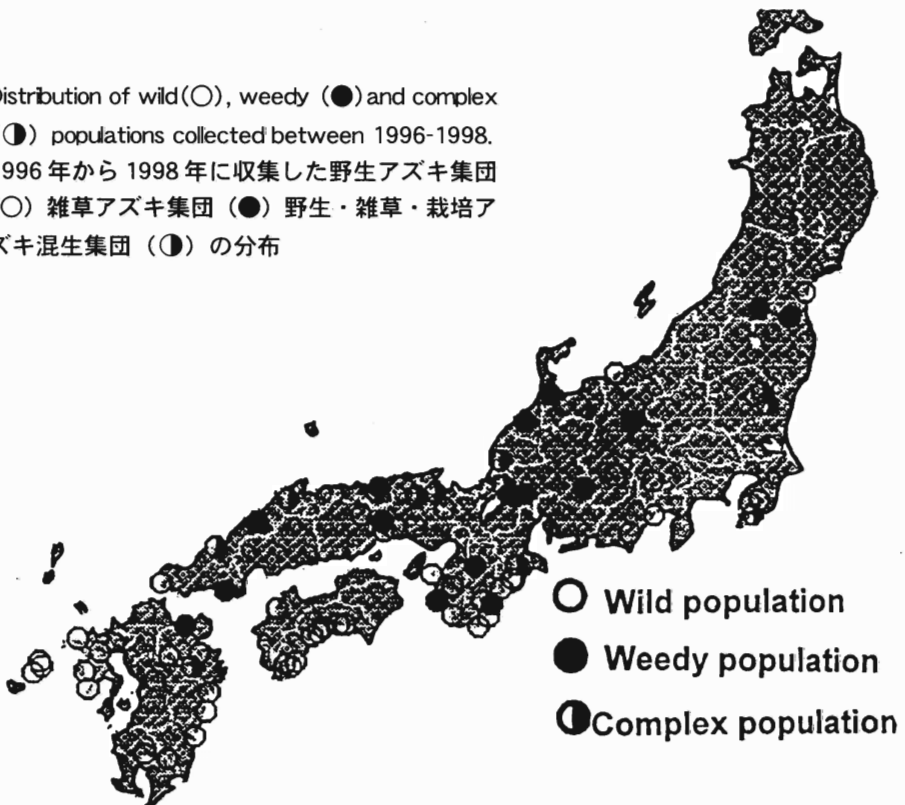 istribution of wild(○), weedy (●)and complex
◑) populations collected between 1996-1998.
996 年から 1998 年に収集した野生アズキ集団
○）雑草アズキ集団（●）野生・雑草・栽培ア
ズキ混生集団（◑）の分布
○ Wild population
● Weedy population
◑Complex population